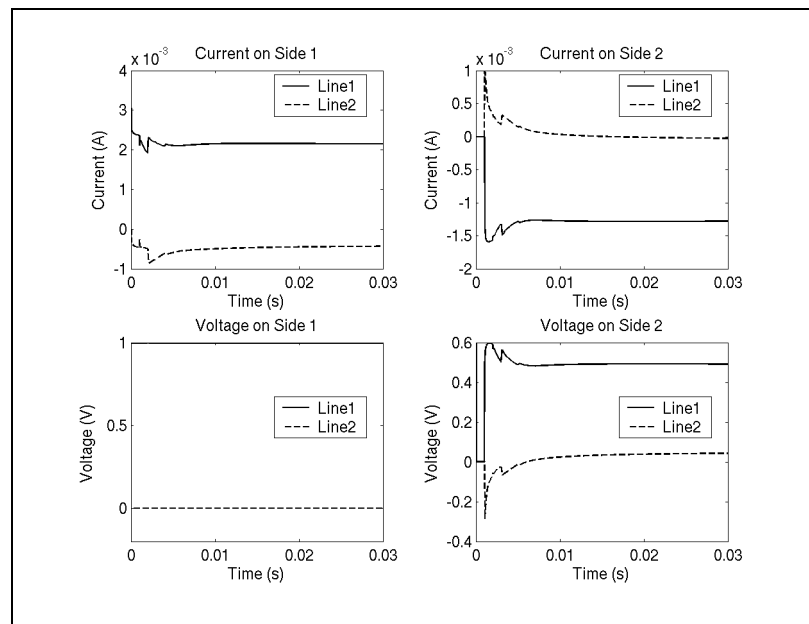 Current on Side 1
x 10-3
4
3
2
1
0
-1
0
0.01
0.02
0.03
Current (A)
Time (s)
Line1
Line2
Current on Side 2
x 10-3
1
0.5
0
-0.5
-1
-1.5
-2
0
0.01
0.02
0.03
Current (A)
Time (s)
Line1
Line2
Voltage on Side 1
1
0.5
0
0
0.01
0.02
0.03
Voltage (V)
Time (s)
Line1
Line2
Voltage on Side 2
0.6
0.4
0.2
0
-0.2
-0.4
0
0.01
0.02
0.03
Voltage (V)
Time (s)
Line1
Line2